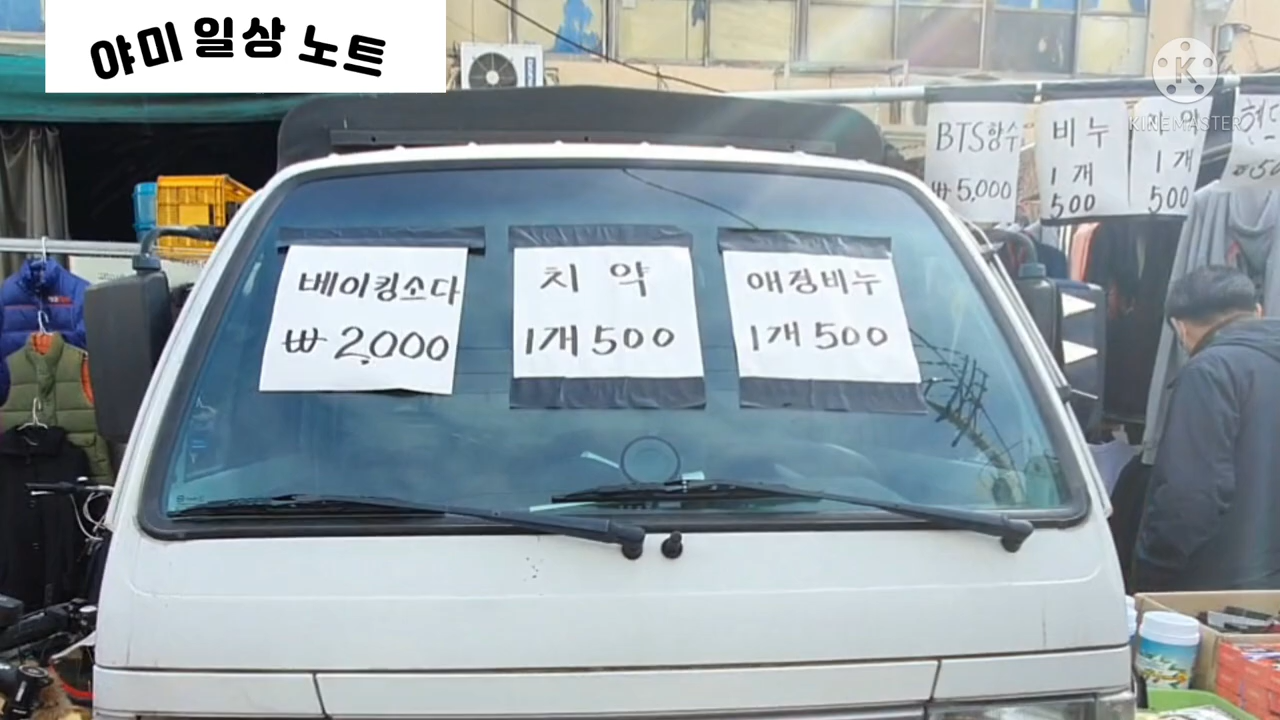 야미 일상 노트
KINEMASTER
베이킹소다
₩ 2,000
치약
1개 500
애경비누
1개 500
BTS향수
₩ 5,000
비누
1개
500
치약
1개
500